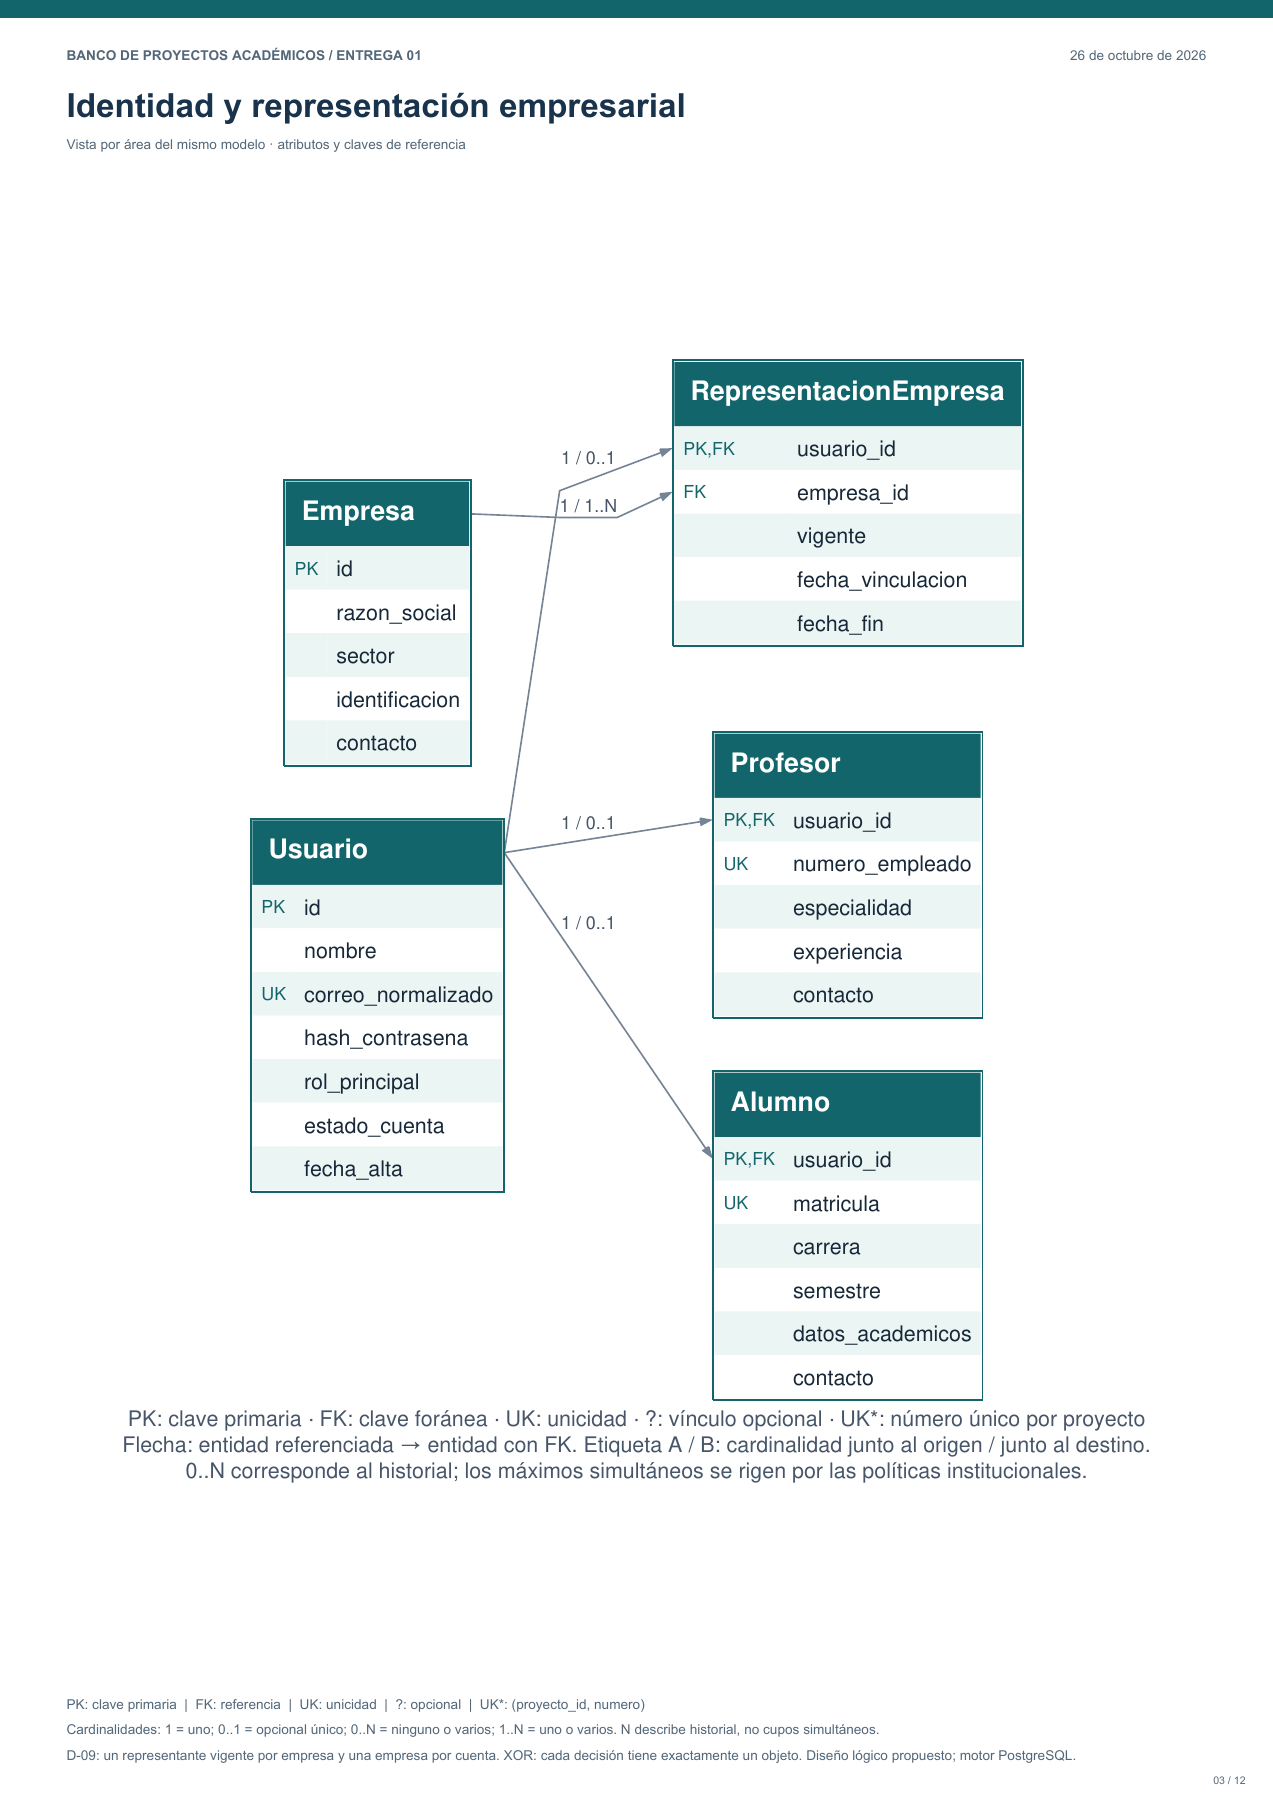 BANCO DE PROYECTOS ACADÉMICOS / ENTREGA 01
26 de octubre de 2026
Identidad y representación empresarial
Vista por área del mismo modelo · atributos y claves de referencia
RepresentacionEmpresa
PK,FK usuario_id
FK empresa_id
vigente
fecha_vinculacion
fecha_fin
1 / 0..1
1 / 1..N
Empresa
PK id
razon_social
sector
identificacion
contacto
Profesor
PK,FK usuario_id
UK numero_empleado
especialidad
experiencia
contacto
1 / 0..1
1 / 0..1
Usuario
PK id
nombre
UK correo_normalizado
hash_contrasena
rol_principal
estado_cuenta
fecha_alta
Alumno
PK,FK usuario_id
UK matricula
carrera
semestre
datos_academicos
contacto
PK: clave primaria · FK: clave foránea · UK: unicidad · ?: vínculo opcional · UK*: número único por proyecto
Flecha: entidad referenciada → entidad con FK. Etiqueta A / B: cardinalidad junto al origen / junto al destino.
0..N corresponde al historial; los máximos simultáneos se rigen por las políticas institucionales.
PK: clave primaria | FK: referencia | UK: unicidad | ?: opcional | UK*: (proyecto_id, numero)
Cardinalidades: 1 = uno; 0..1 = opcional único; 0..N = ninguno o varios; 1..N = uno o varios. N describe historial, no cupos simultáneos.
D-09: un representante vigente por empresa y una empresa por cuenta. XOR: cada decisión tiene exactamente un objeto. Diseño lógico propuesto; motor PostgreSQL.
03 / 12